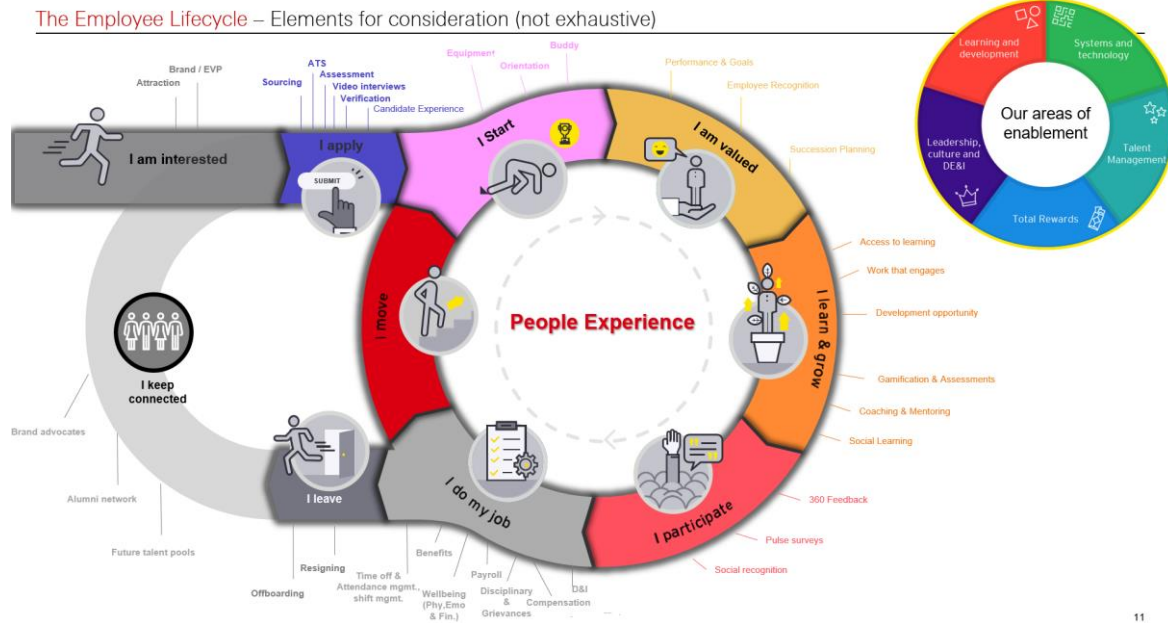 The Employee Lifecycle – Elements for consideration (not exhaustive)
Brand / EVP
Attraction
ATS
Sourcing
Assessment
Video interviews
Verification
Candidate Experience
Equipment
Orientation
Buddy
Performance & Goals
Employee Recognition
Succession Planning
Learning and
development
Systems and
technology
Talent
Management
Total Rewards
Leadership,
culture and
DE&I
Our areas of
enablement
I am interested
I apply
SUBMIT
I Start
I am valued
Access to learning
Work that engages
Development opportunity
Gamification & Assessments
Coaching & Mentoring
Social Learning
I learn & grow
I move
People Experience
I keep
connected
Brand advocates
Alumni network
Future talent pools
I leave
Resigning
Offboarding
I do my job
Benefits
Time off &
Attendance mgmt.,
shift mgmt.
Wellbeing
(Phy,Emo
& Fin.)
Payroll
Disciplinary
&
Grievances
Compensation
D&I
I participate
360 Feedback
Pulse surveys
Social recognition
11